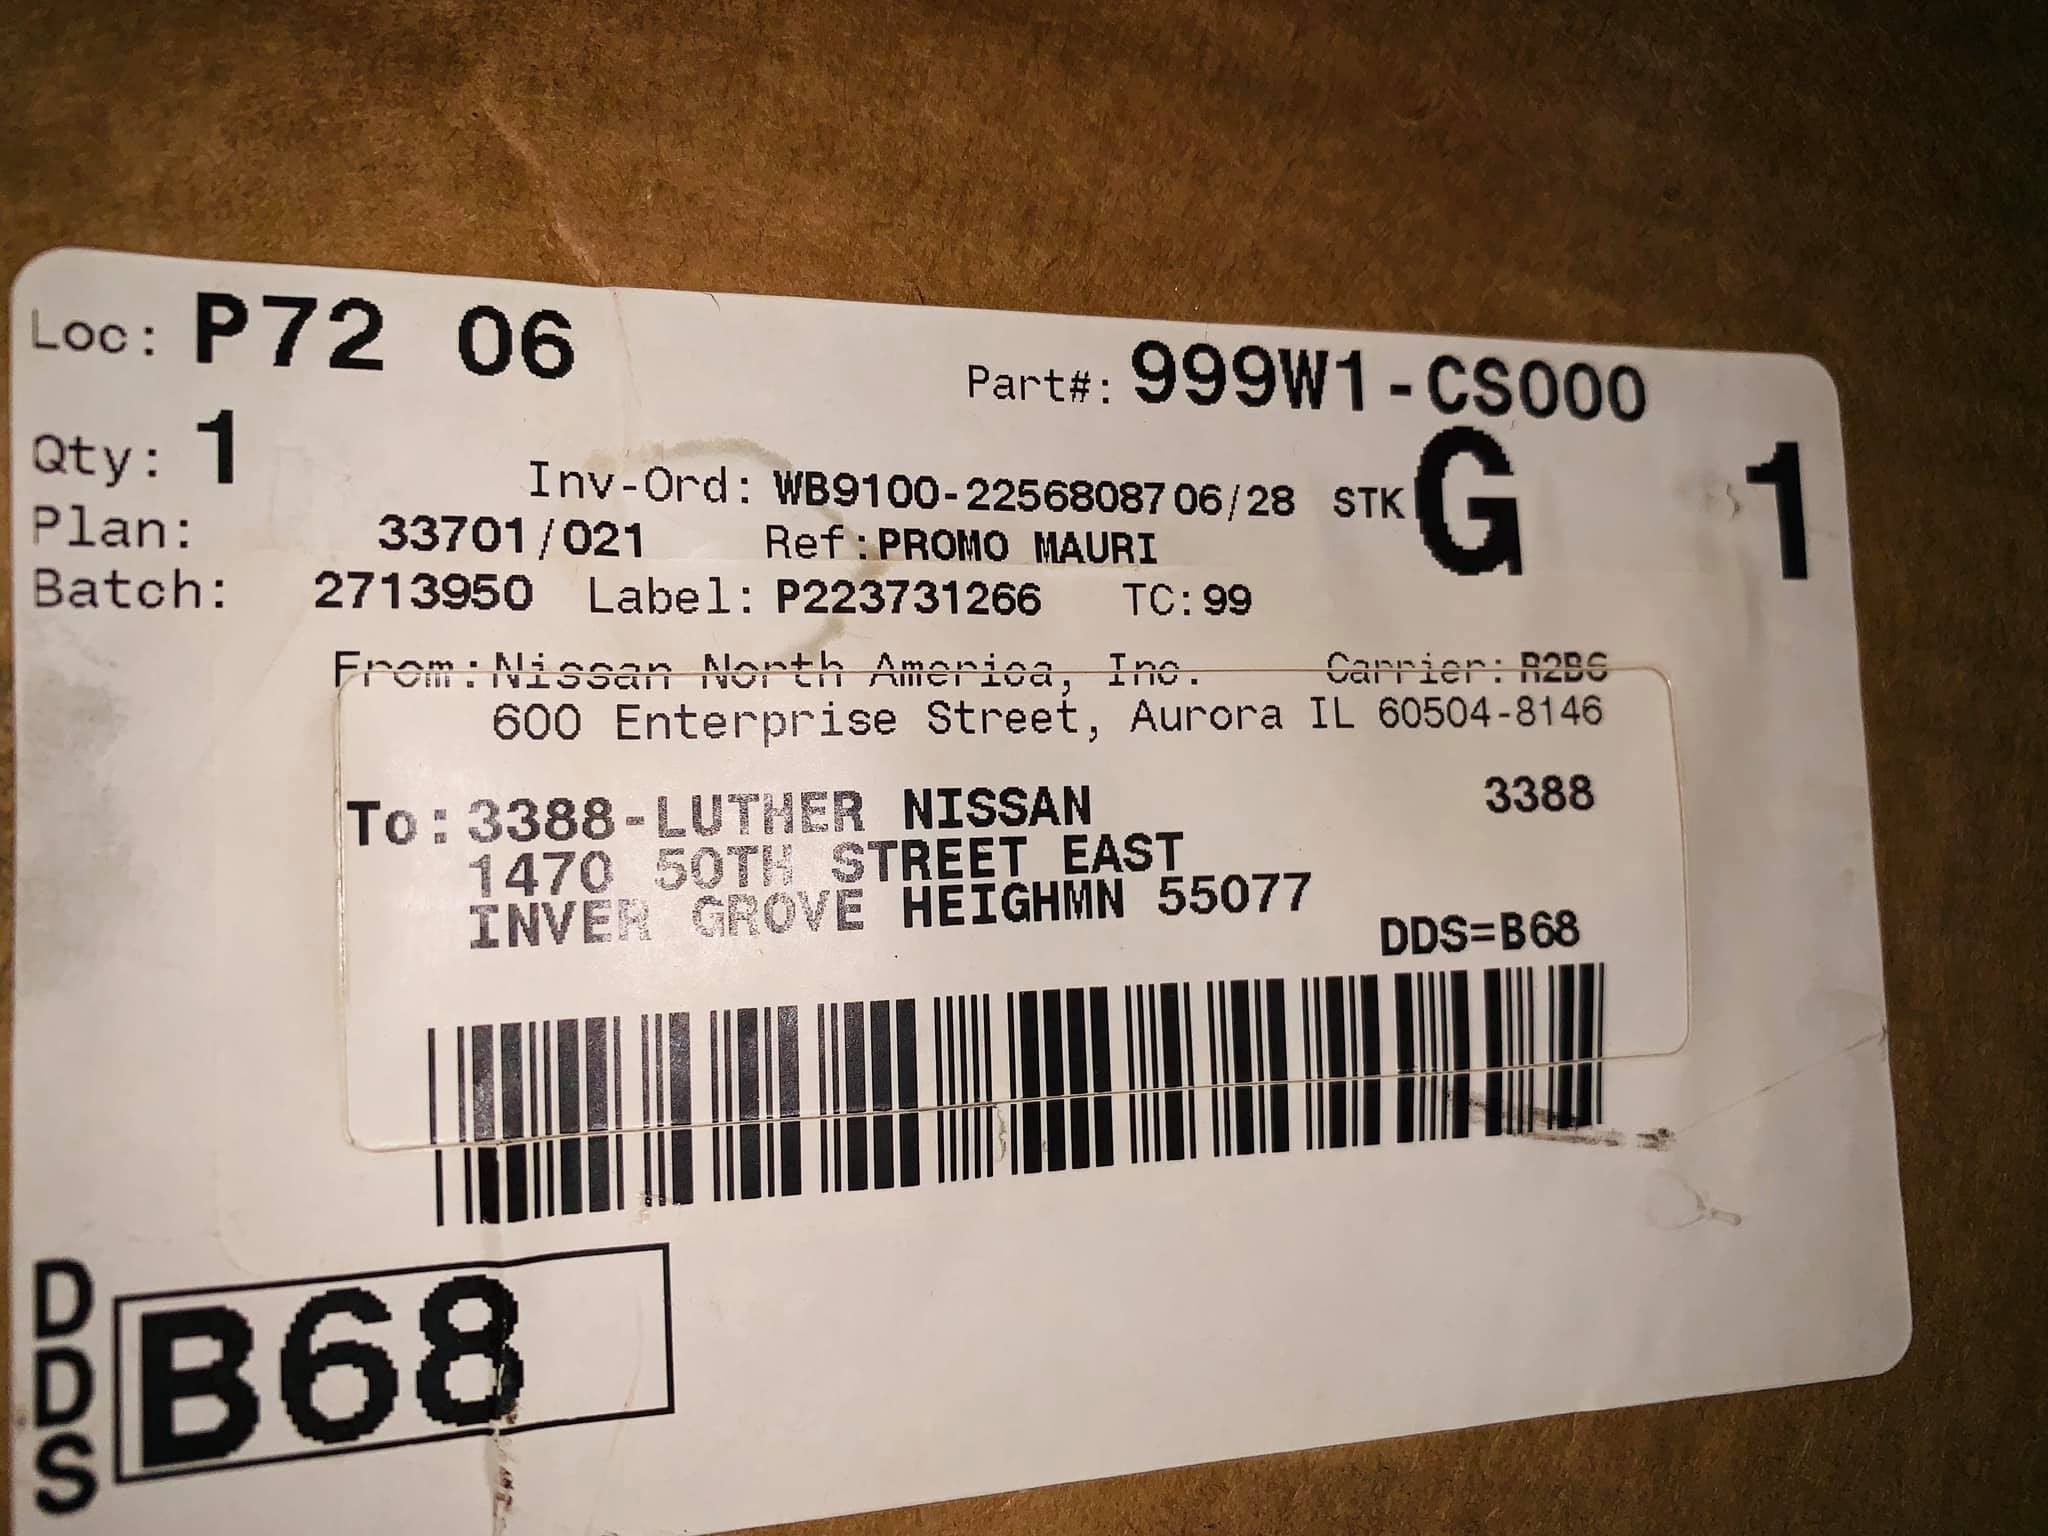 Loc: P72 06 Part#: 999W1-CS000
Qty: 1 G 1
Inv-Ord: WB9100-22568087 06/28 STK
Plan: 33701/021 Ref:PROMO MAURI
Batch: 2713950 Label: P223731266 TC:99
From: Nissan North America, Inc. Carrier:
600 Enterprise Street, Aurora IL 60504-8146
To: 3388-LUTHER NISSAN 3388
1470 50TH STREET EAST
INVER GROVE HEIGHMN 55077
DDS=B68
DDS B68